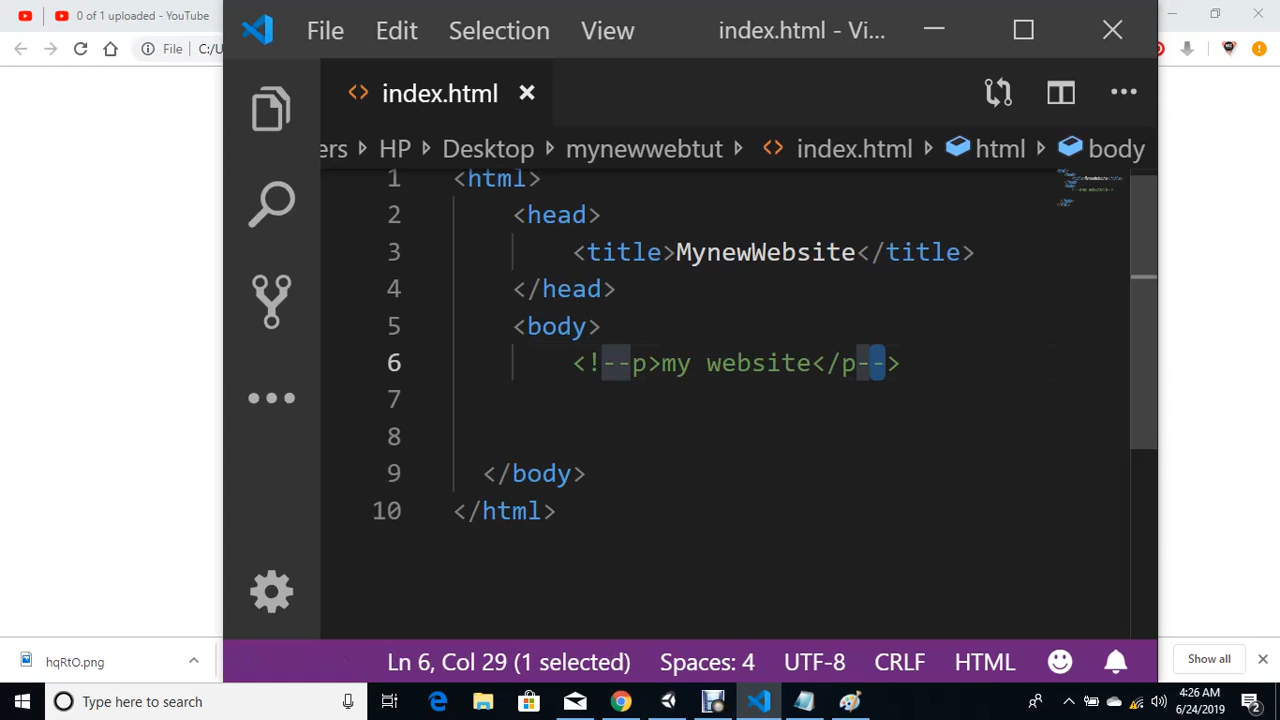 0 of 1 uploaded - YouTube
File Edit Selection View index.html - Vi...
File C:/U
index.html
ers HP Desktop mynewwebtut index.html html body
1 <html>
2 <head>
3 <title>MynewWebsite</title>
4 </head>
5 <body>
6 <!--p>my website</p-->
7
8
9 </body>
10 </html>
hqRtO.png
Show all
Ln 6, Col 29 (1 selected) Spaces: 4 UTF-8 CRLF HTML
Type here to search
4:26 AM
6/24/2019
2